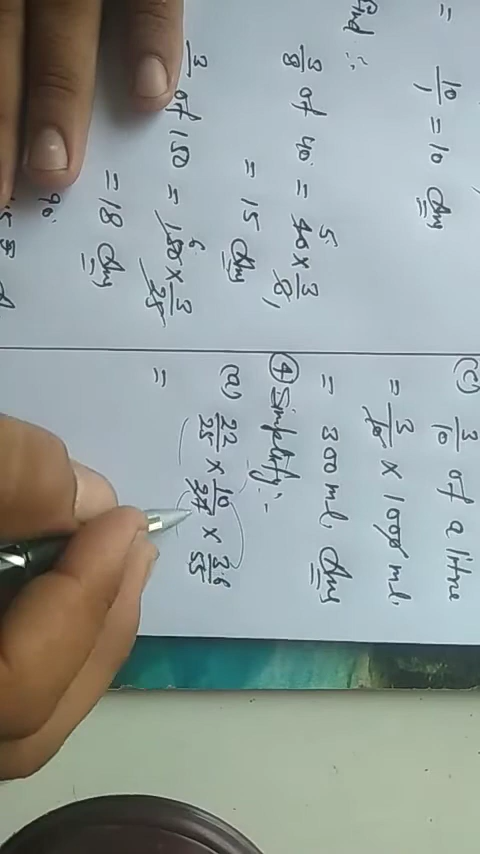 =
10/1 = 10 Ans
Find :-
3/8 of 40 = 40 × 3/8
5
= 15 Ans
3/ of 150 = 150 × 3/25
6
= 18 Ans
90
(c) 3/10 of a litre
= 3/10 × 1000 ml.
= 300 ml. Ans
④ Simplify:-
(a) 22/25 × 10/27 × 36/55
=